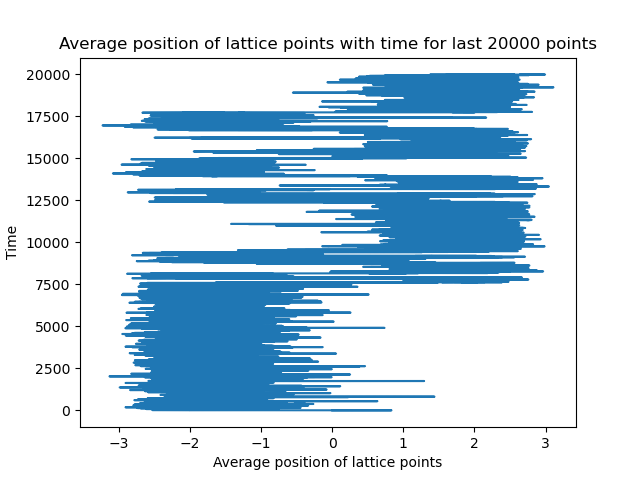 Average position of lattice points with time for last 20000 points
20000
17500
15000
12500
10000
7500
5000
2500
0
Time
−3 −2 −1 0 1 2 3
Average position of lattice points